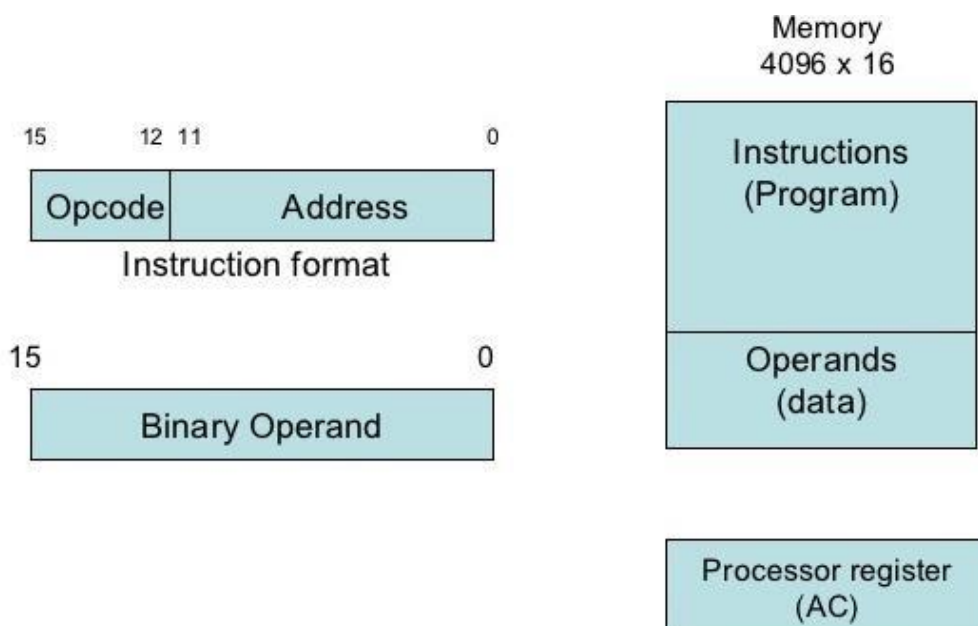 Memory
4096 x 16
15 12 11 0
Opcode Address
Instruction format
15 0
Binary Operand
Instructions
(Program)
Operands
(data)
Processor register
(AC)